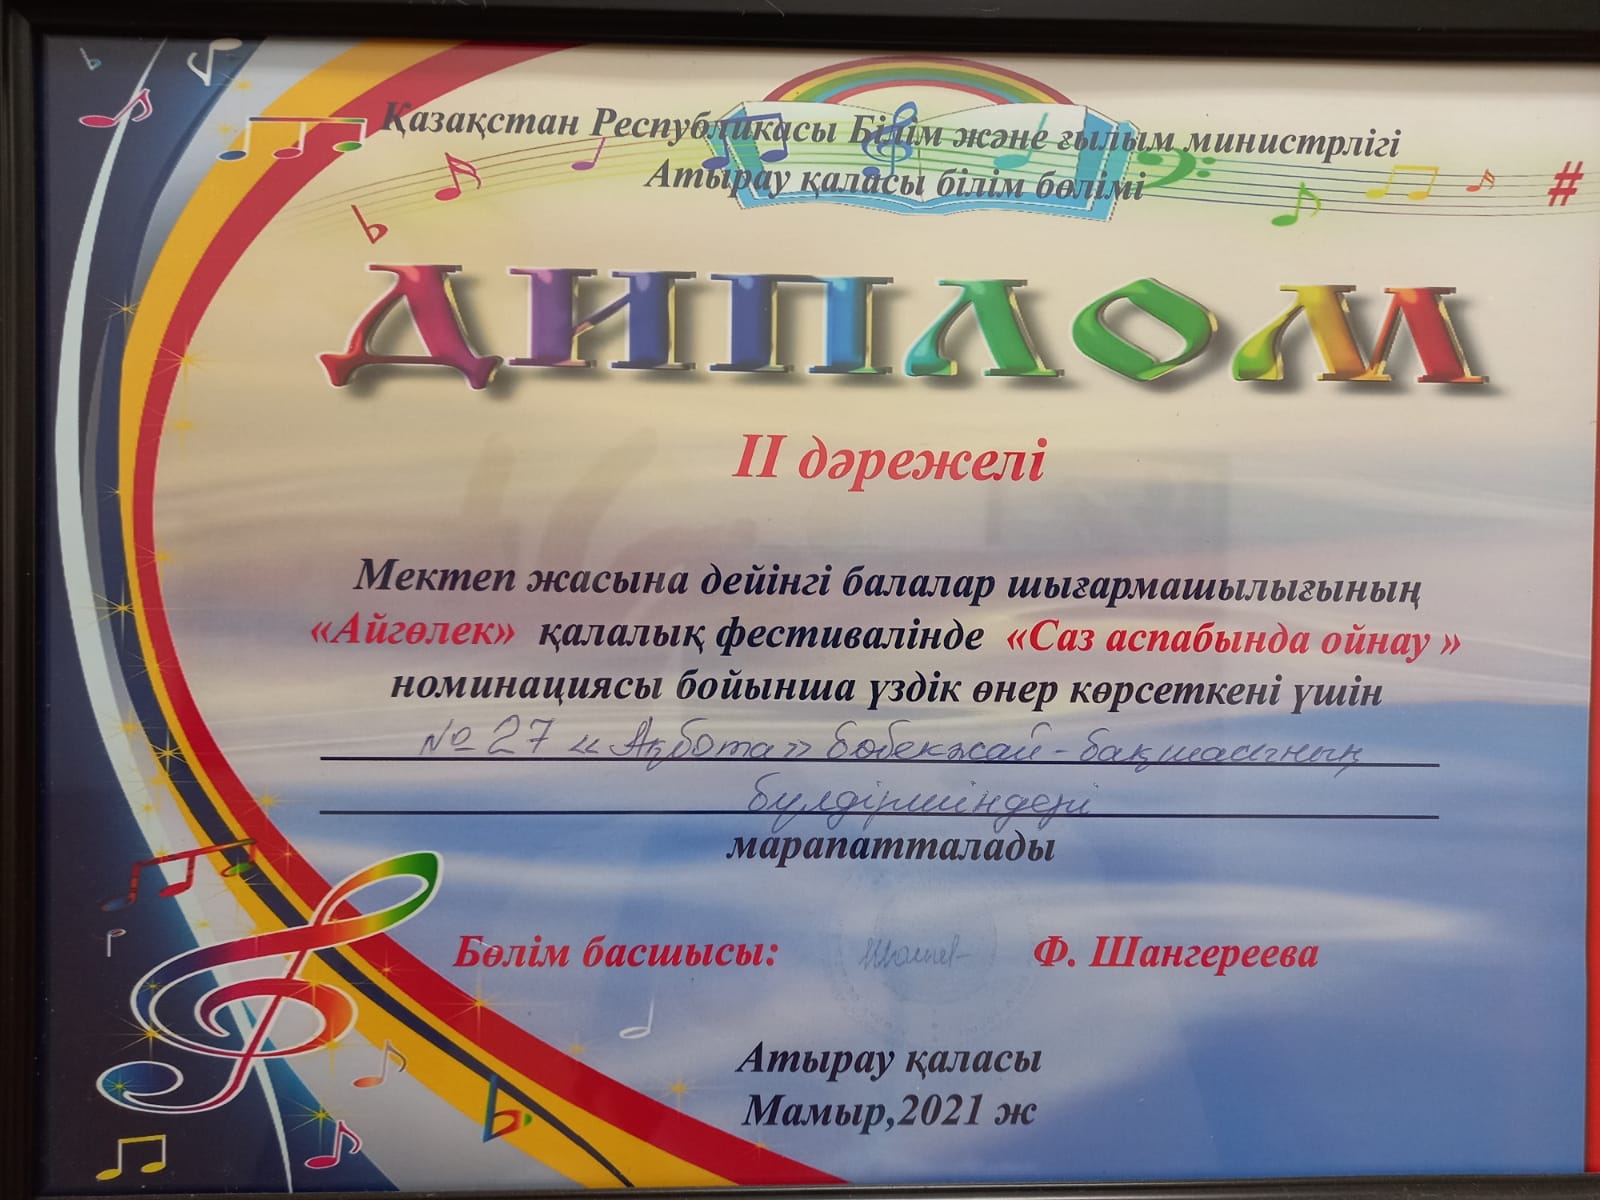 Қазақстан Республикасы Білім және ғылым министрлігі
Атырау қаласы білім бөлімі
ДИПЛОМ
ІІ дәрежелі
Мектеп жасына дейінгі балалар шығармашылығының
«Айгөлек» қалалық фестивалінде «Саз аспабында ойнау »
номинациясы бойынша үздік өнер көрсеткені үшін
№ 27 «Ақбота» бөбекжай-бақшасының
бүлдіршіндері
марапатталады
Бөлім басшысы: Ф. Шангереева
Атырау қаласы
Мамыр,2021 ж